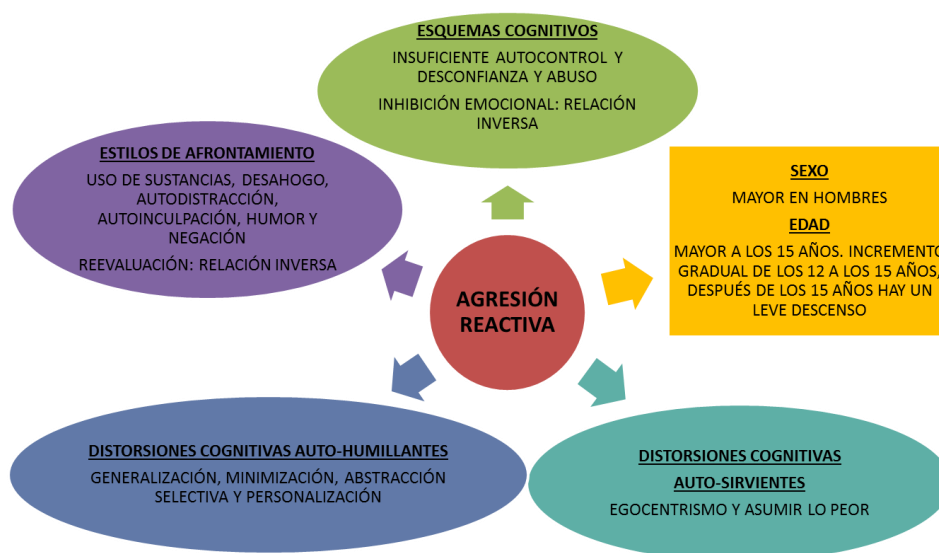 ESQUEMAS COGNITIVOS
INSUFICIENTE AUTOCONTROL Y
DESCONFIANZA Y ABUSO
INHIBICIÓN EMOCIONAL: RELACIÓN
INVERSA
ESTILOS DE AFRONTAMIENTO
USO DE SUSTANCIAS, DESAHOGO,
AUTODISTRACCIÓN,
AUTOINCULPACIÓN, HUMOR Y
NEGACIÓN
REEVALUACIÓN: RELACIÓN INVERSA
SEXO
MAYOR EN HOMBRES
EDAD
MAYOR A LOS 15 AÑOS. INCREMENTO
GRADUAL DE LOS 12 A LOS 15 AÑOS,
DESPUÉS DE LOS 15 AÑOS HAY UN
LEVE DESCENSO
AGRESIÓN
REACTIVA
DISTORSIONES COGNITIVAS AUTO-HUMILLANTES
GENERALIZACIÓN, MINIMIZACIÓN, ABSTRACCIÓN
SELECTIVA Y PERSONALIZACIÓN
DISTORSIONES COGNITIVAS
AUTO-SIRVIENTES
EGOCENTRISMO Y ASUMIR LO PEOR